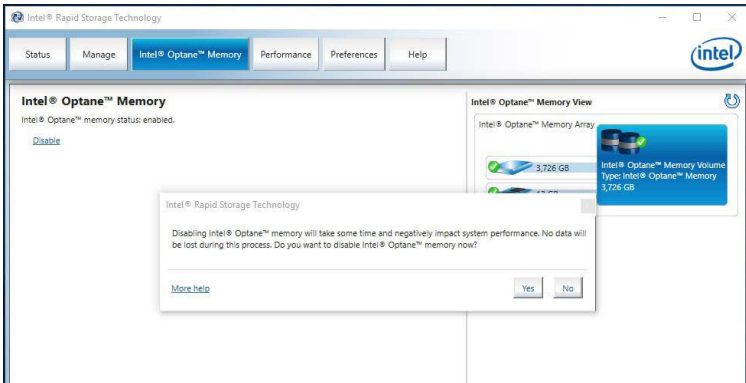 Intel® Rapid Storage Technology
Status
Manage
Intel® Optane™ Memory
Performance
Preferences
Help
intel
Intel® Optane™ Memory
Intel® Optane™ memory status: enabled.
Disable
Intel® Optane™ Memory View
Intel® Optane™ Memory Array
3,726 GB
Intel® Optane™ Memory Volume
Type: Intel® Optane™ Memory
3,726 GB
Intel® Rapid Storage Technology
Disabling Intel® Optane™ memory will take some time and negatively impact system performance. No data will
be lost during this process. Do you want to disable Intel® Optane™ memory now?
More help
Yes
No